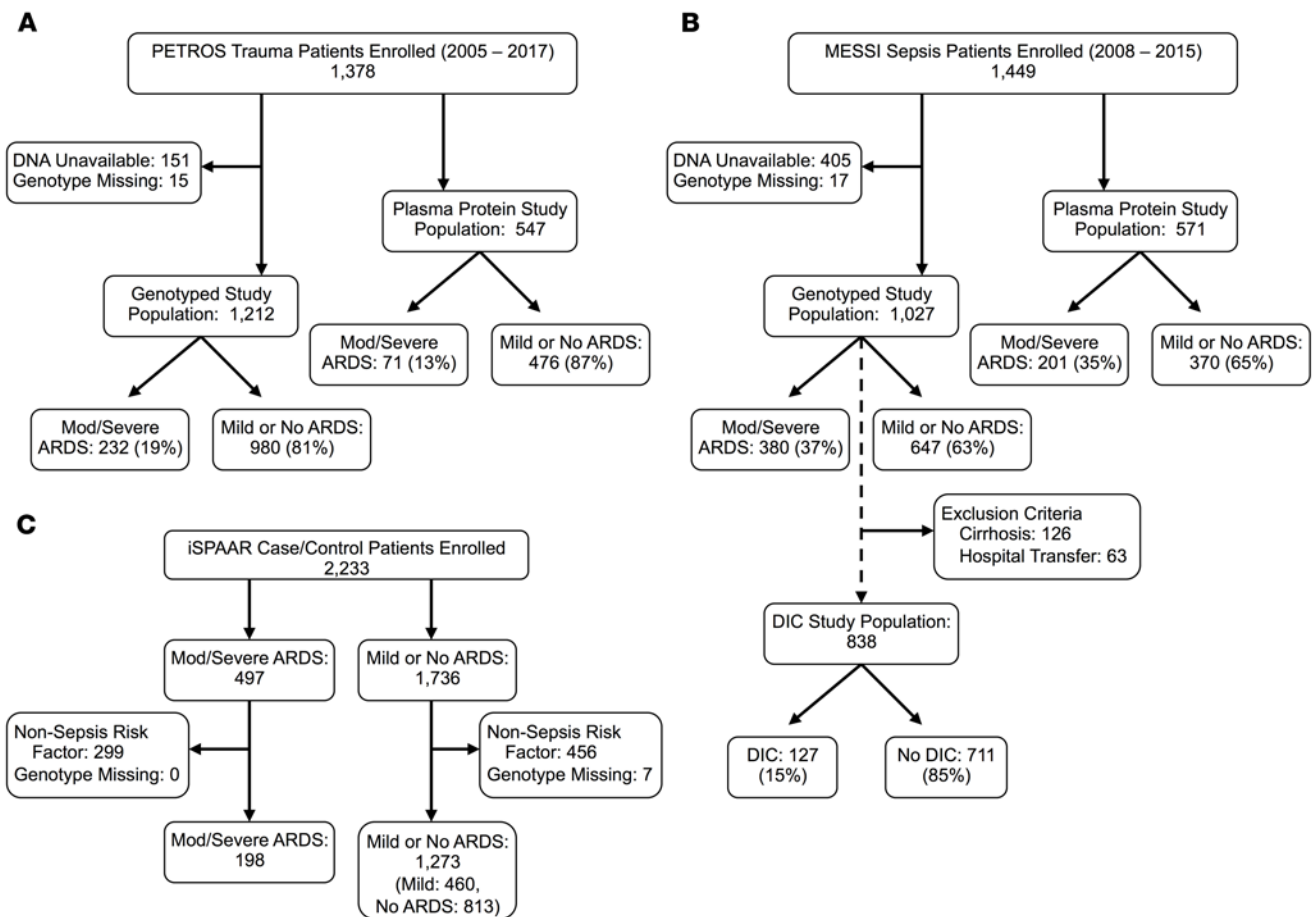 A
PETROS Trauma Patients Enrolled (2005 – 2017)
1,378
DNA Unavailable: 151
Genotype Missing: 15
Plasma Protein Study
Population: 547
Genotyped Study
Population: 1,212
Mod/Severe
ARDS: 71 (13%)
Mild or No ARDS:
476 (87%)
Mod/Severe
ARDS: 232 (19%)
Mild or No ARDS:
980 (81%)
B
MESSI Sepsis Patients Enrolled (2008 – 2015)
1,449
DNA Unavailable: 405
Genotype Missing: 17
Plasma Protein Study
Population: 571
Genotyped Study
Population: 1,027
Mod/Severe
ARDS: 201 (35%)
Mild or No ARDS:
370 (65%)
Mod/Severe
ARDS: 380 (37%)
Mild or No ARDS:
647 (63%)
Exclusion Criteria
Cirrhosis: 126
Hospital Transfer: 63
DIC Study Population:
838
DIC: 127
(15%)
No DIC: 711
(85%)
C
iSPAAR Case/Control Patients Enrolled
2,233
Mod/Severe ARDS:
497
Mild or No ARDS:
1,736
Non-Sepsis Risk
Factor: 299
Genotype Missing: 0
Non-Sepsis Risk
Factor: 456
Genotype Missing: 7
Mod/Severe ARDS:
198
Mild or No ARDS:
1,273
(Mild: 460,
No ARDS: 813)